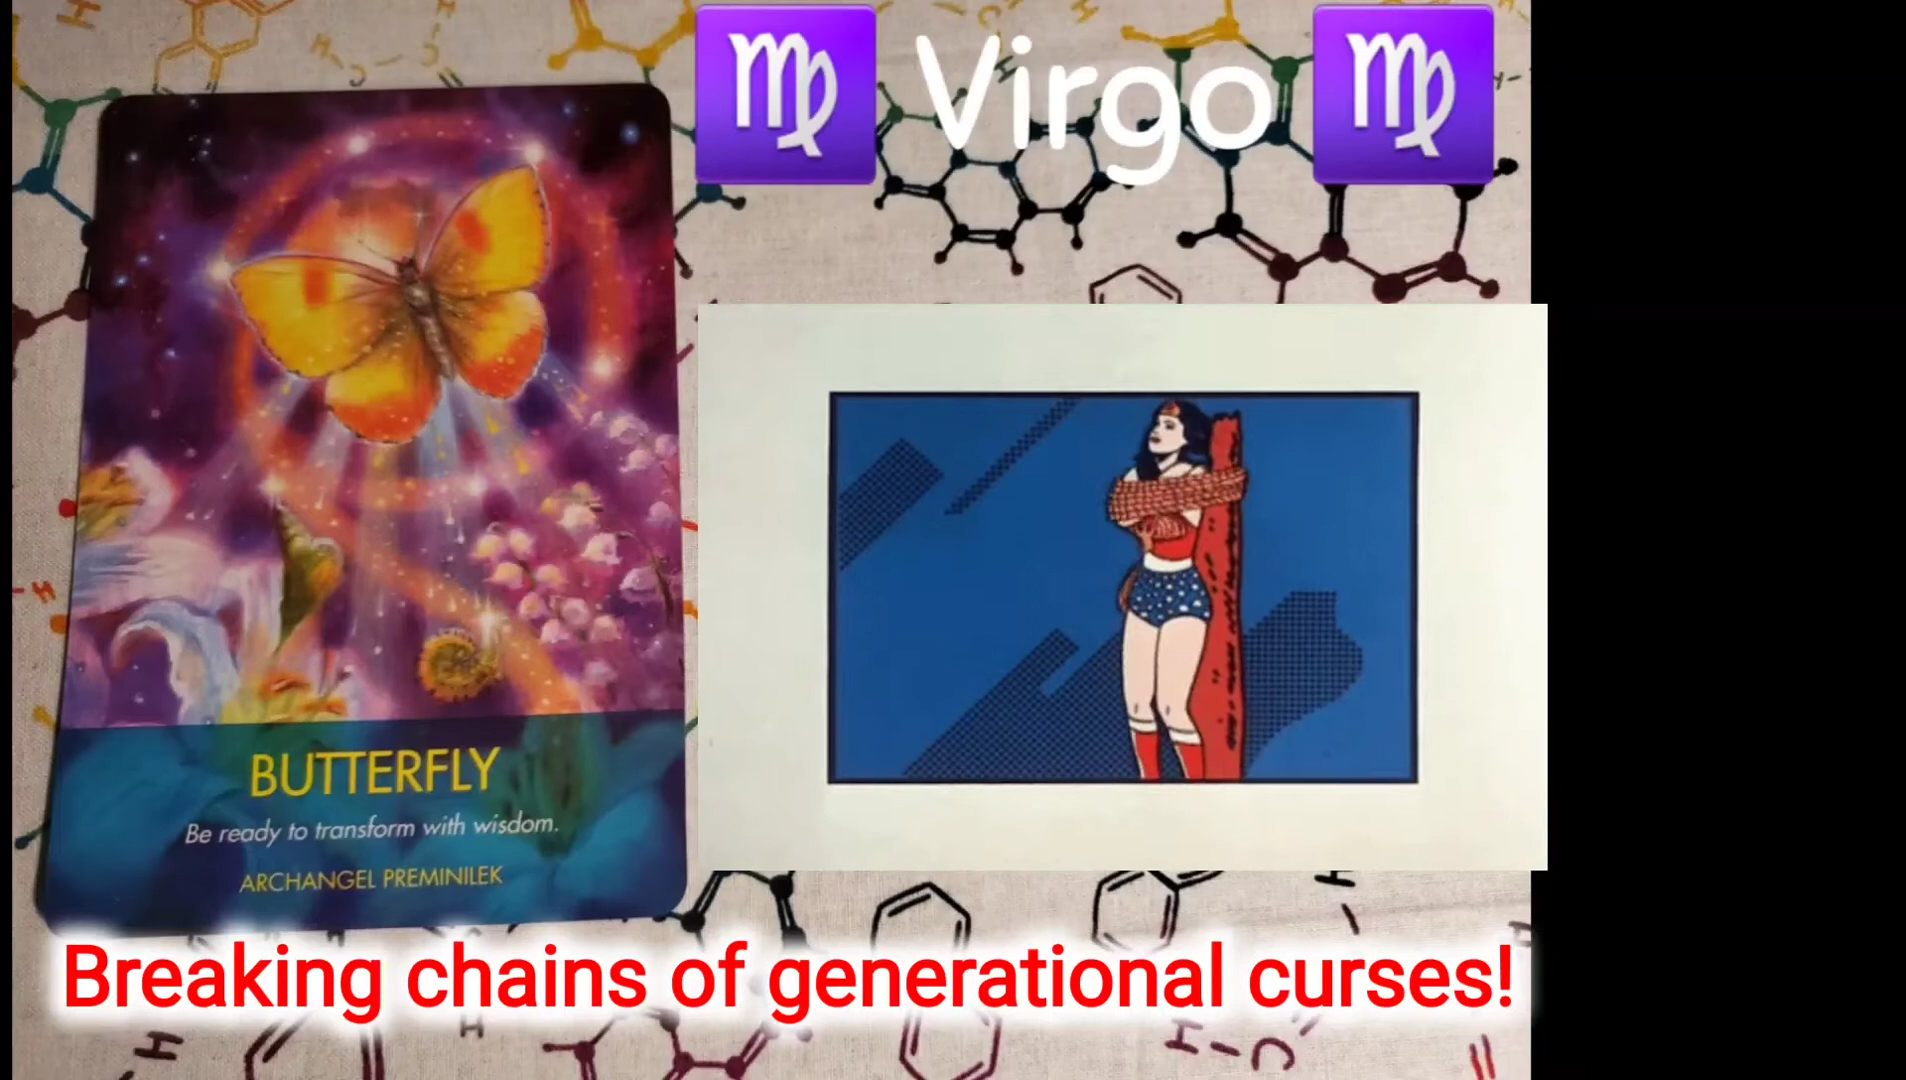 ♍ Virgo ♍
BUTTERFLY
Be ready to transform with wisdom.
ARCHANGEL PREMINILEK
Breaking chains of generational curses!